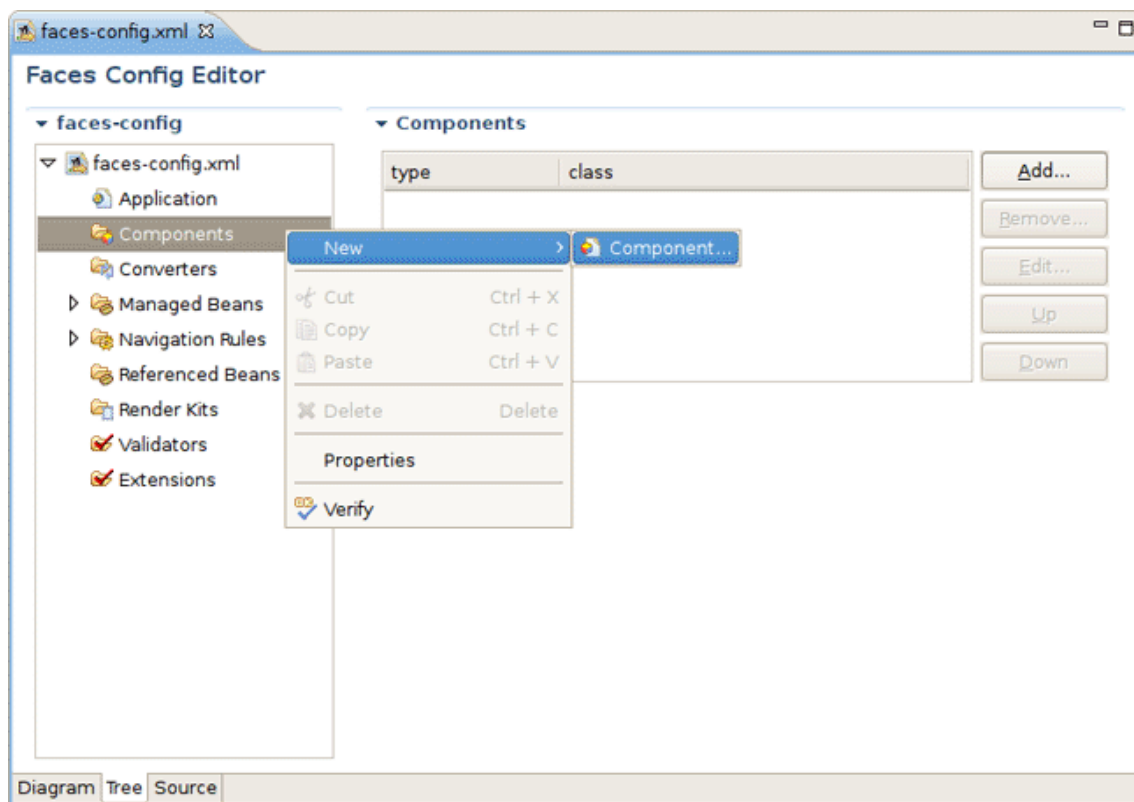 faces-config.xml
Faces Config Editor
faces-config
Components
faces-config.xml
Application
Components
Converters
Managed Beans
Navigation Rules
Referenced Beans
Render Kits
Validators
Extensions
type class
Add...
Remove...
Edit...
Up
Down
New
Component...
Cut Ctrl + X
Copy Ctrl + C
Paste Ctrl + V
Delete Delete
Properties
Verify
Diagram Tree Source